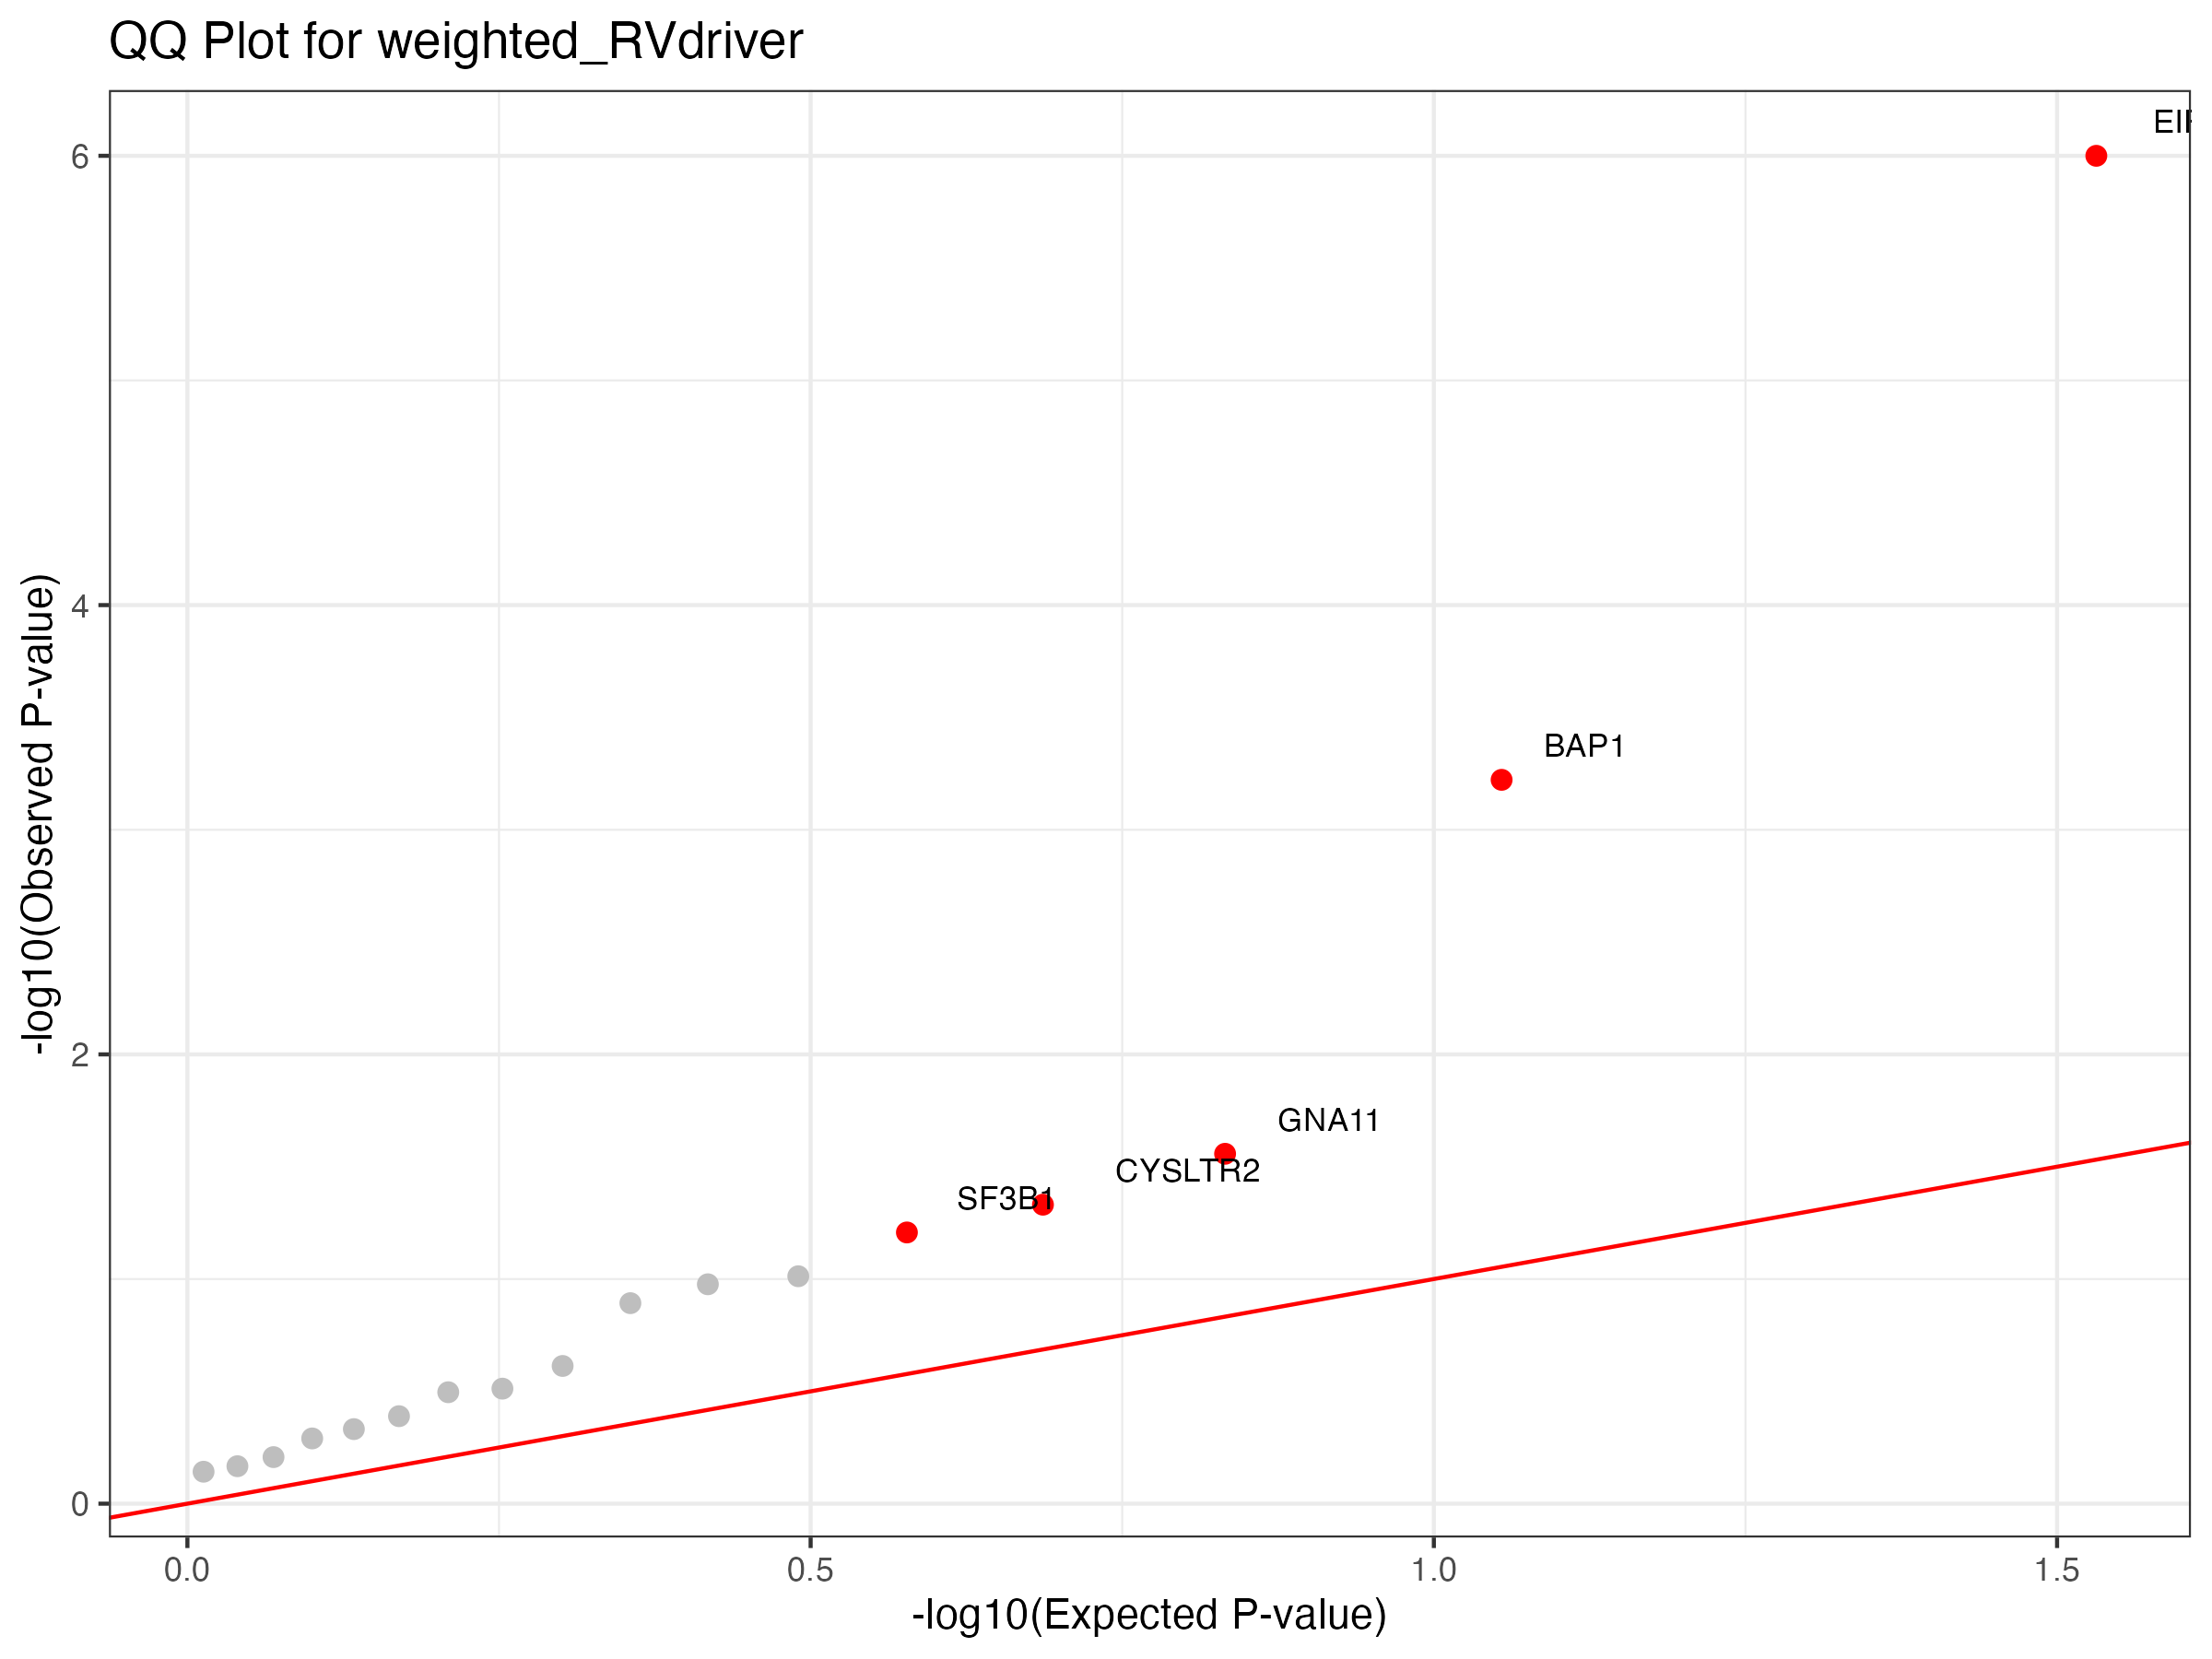 QQ Plot for weighted_RVdriver
6
4
2
0
-log10(Observed P-value)
BAP1
GNA11
CYSLTR2
SF3B1
0.0
0.5
1.0
1.5
-log10(Expected P-value)